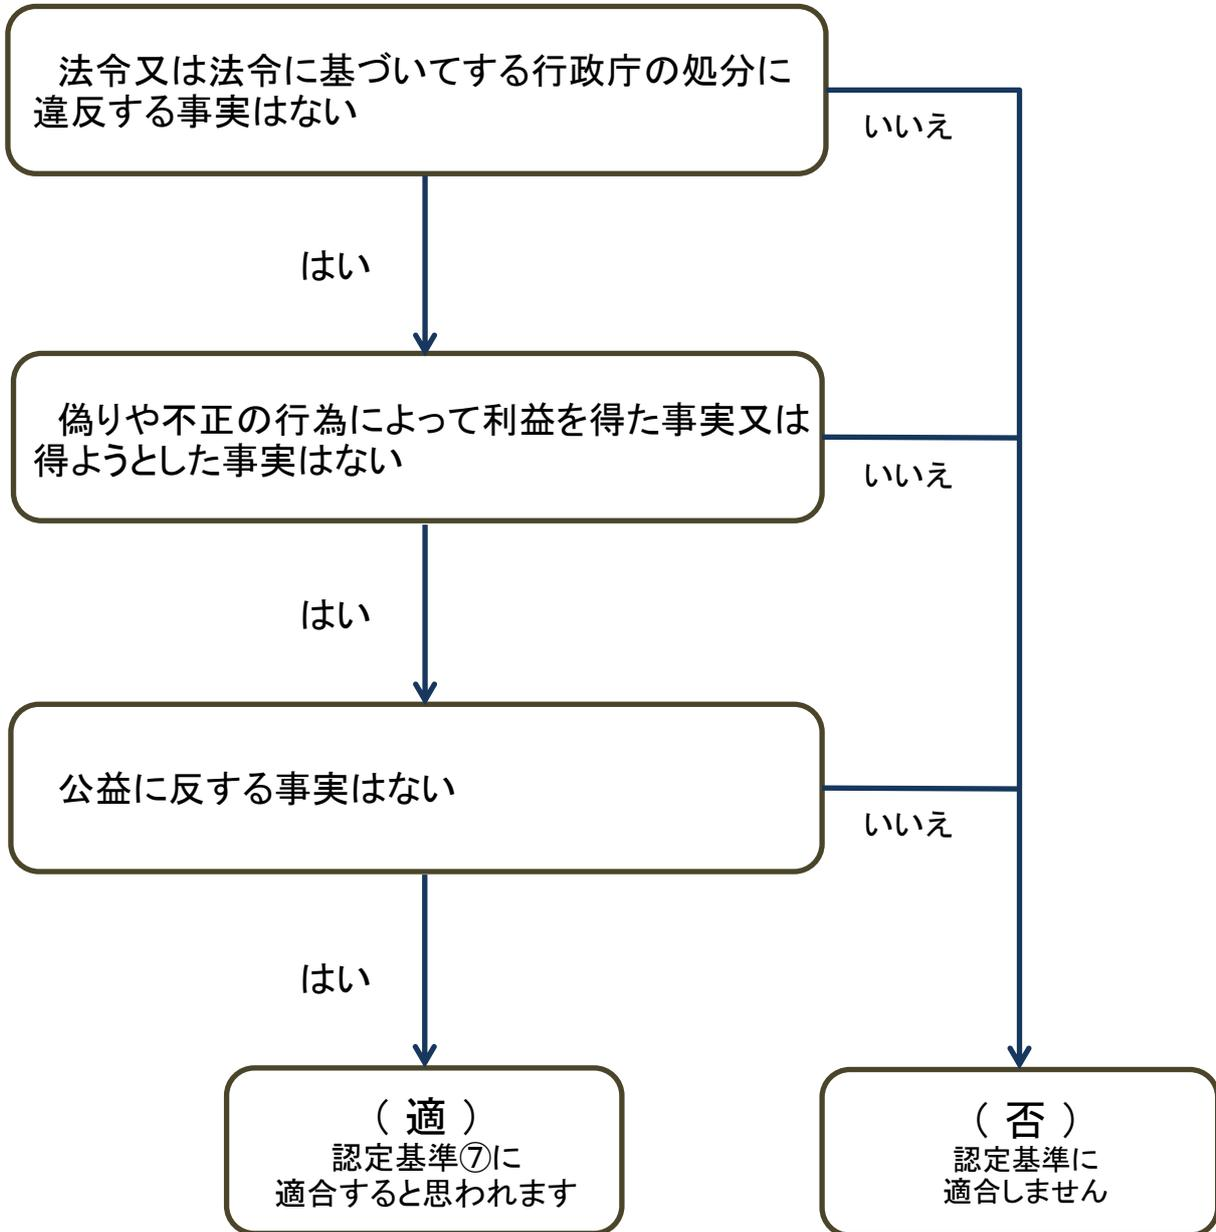 法令又は法令に基づいてする行政庁の処分に
違反する事実はない
いいえ
はい
偽りや不正の行為によって利益を得た事実又は
得ようとした事実はない
いいえ
はい
公益に反する事実はない
いいえ
はい
（ 適 ）
認定基準⑦に
適合すると思われます
（ 否 ）
認定基準に
適合しません